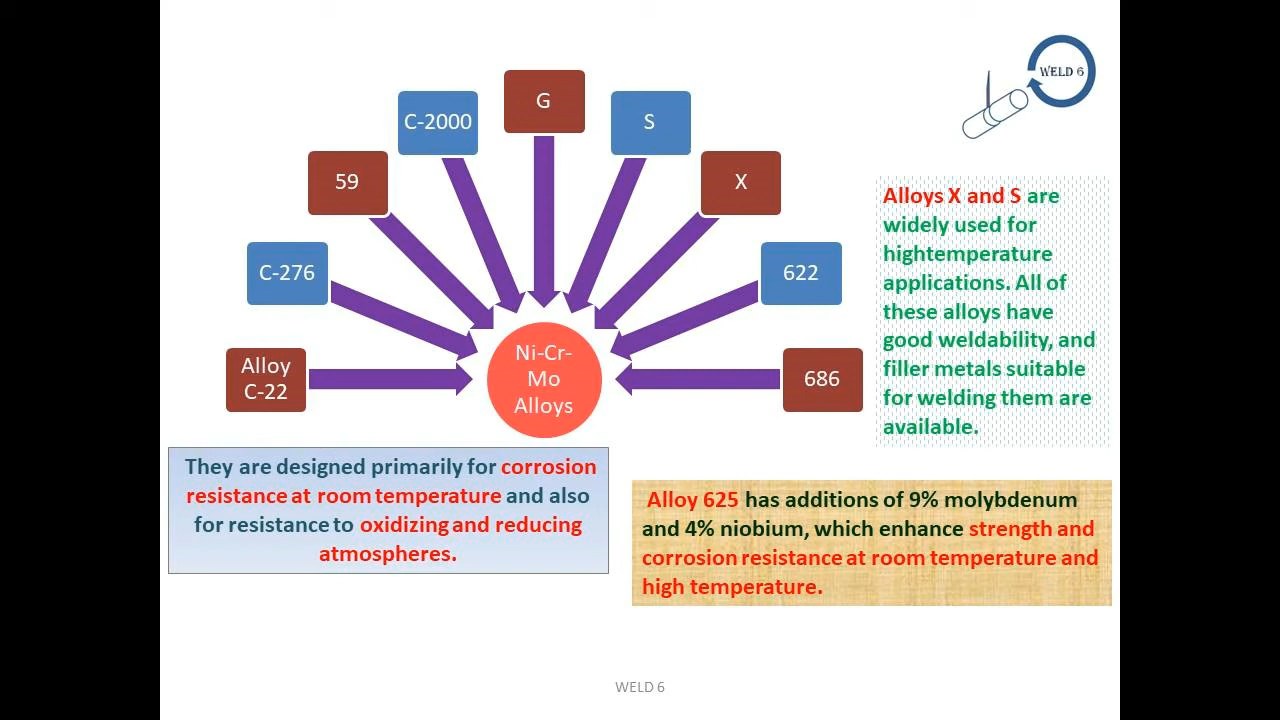 WELD 6
G
C-2000
S
59
X
C-276
622
Alloy
C-22
Ni-Cr-
Mo
Alloys
686
Alloys X and S are
widely used for
hightemperature
applications. All of
these alloys have
good weldability, and
filler metals suitable
for welding them are
available.
They are designed primarily for corrosion
resistance at room temperature and also
for resistance to oxidizing and reducing
atmospheres.
Alloy 625 has additions of 9% molybdenum
and 4% niobium, which enhance strength and
corrosion resistance at room temperature and
high temperature.
WELD 6